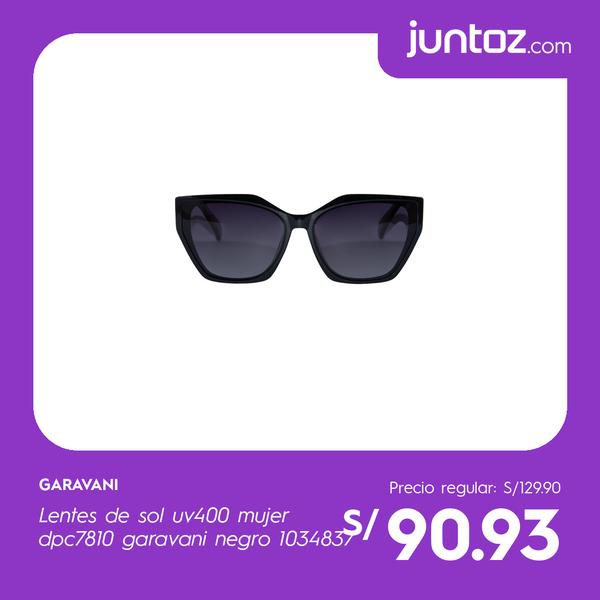 juntoz.com
GARAVANI
Lentes de sol uv400 mujer
dpc7810 garavani negro 1034837
Precio regular: S/129.90
S/ 90.93